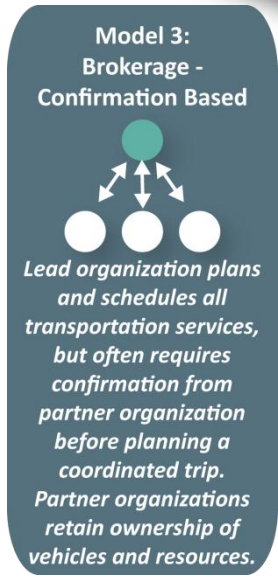 Model 3:
Brokerage -
Confirmation Based
Lead organization plans
and schedules all
transportation services,
but often requires
confirmation from
partner organization
before planning a
coordinated trip.
Partner organizations
retain ownership of
vehicles and resources.